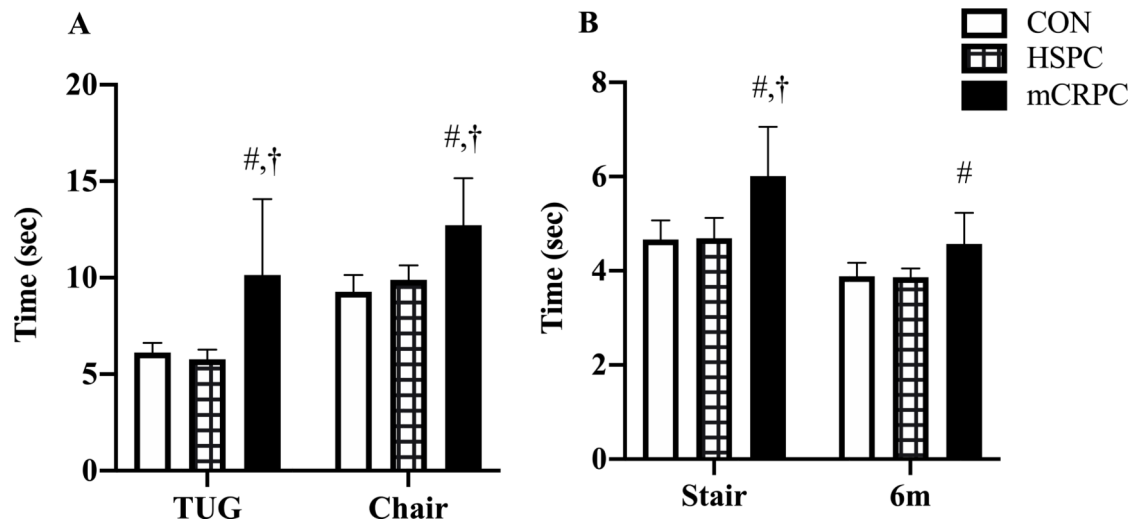 A
Time (sec)
20
15
10
5
0
#,†
#,†
TUG
Chair
B
Time (sec)
8
6
4
2
0
#,†
#
Stair
6m
CON
HSPC
mCRPC